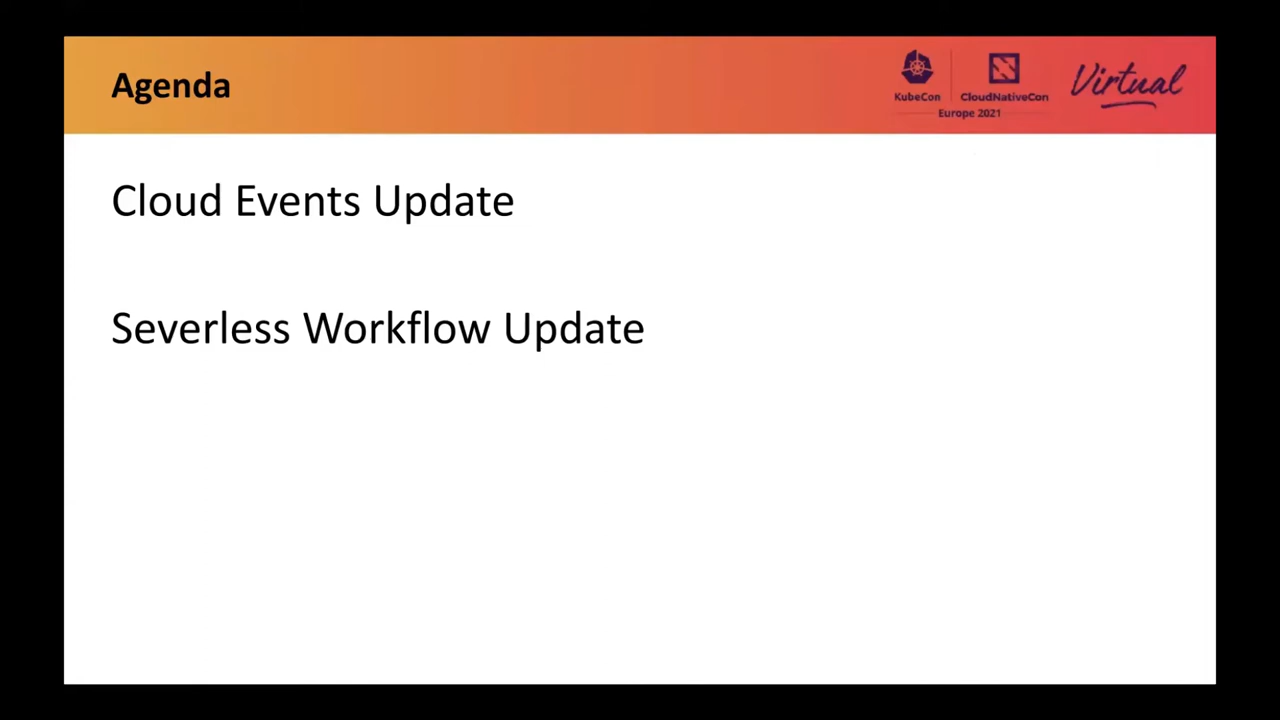 Agenda
KubeCon
CloudNativeCon
Europe 2021
Virtual
Cloud Events Update
Severless Workflow Update